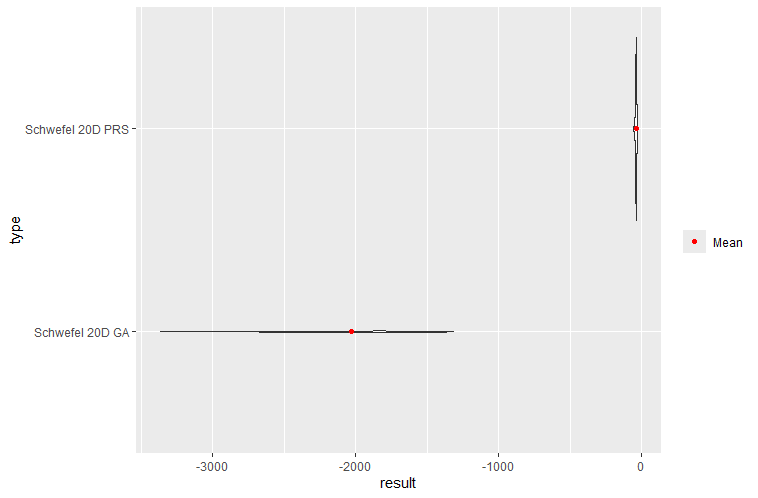 Schwefel 20D PRS
type
Mean
Schwefel 20D GA
-3000
-2000
-1000
0
result